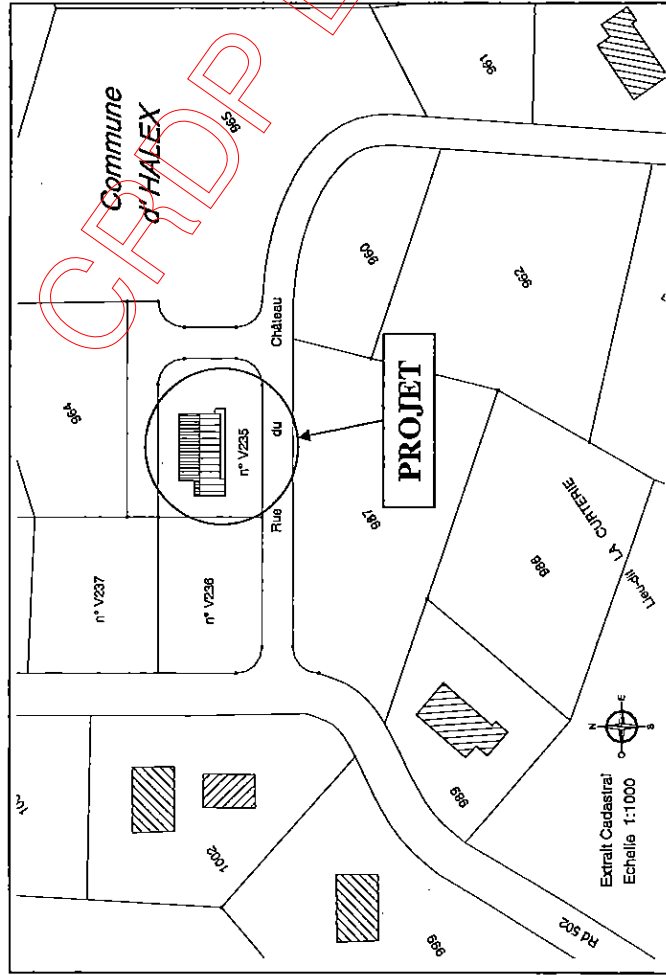 Commune
d'HALEX
CRDP
961
965
964
960
962
n° V237
n° V236
n° V235
Rue du Château
PROJET
987
988
Lieu-dit LA CURTERIE
989
1002
999
Rd 502
N
O
E
S
Extrait Cadastral
Echelle 1:1000